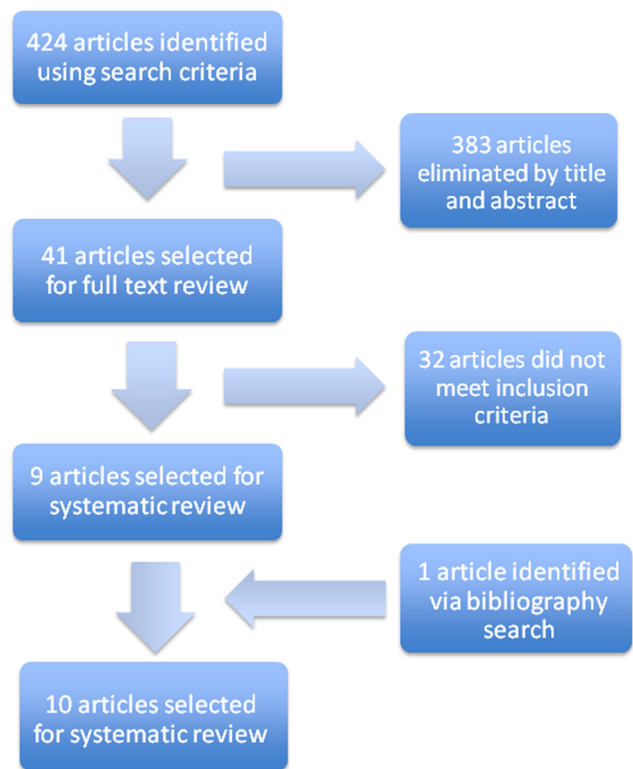 424 articles identified
using search criteria
383 articles
eliminated by title
and abstract
41 articles selected
for full text review
32 articles did not
meet inclusion
criteria
9 articles selected for
systematic review
1 article identified
via bibliography
search
10 articles selected
for systematic review